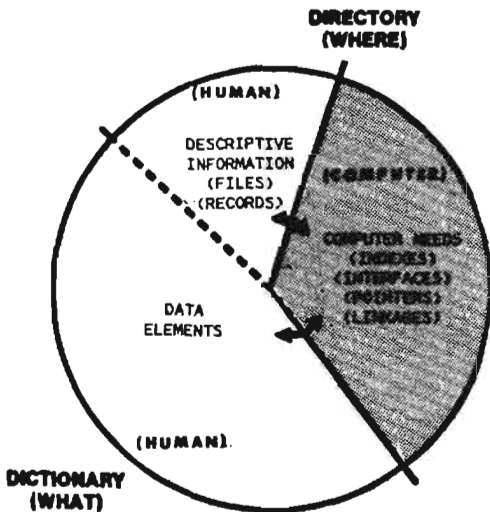 DIRECTORY
(WHERE)
(HUMAN)
DESCRIPTIVE
INFORMATION
(FILES)
(RECORDS)
(COMPUTER)
COMPUTER NEEDS
(INDEXES)
(INTERFACES)
(POINTERS)
(LINKAGES)
DATA
ELEMENTS
(HUMAN).
DICTIONARY
(WHAT)